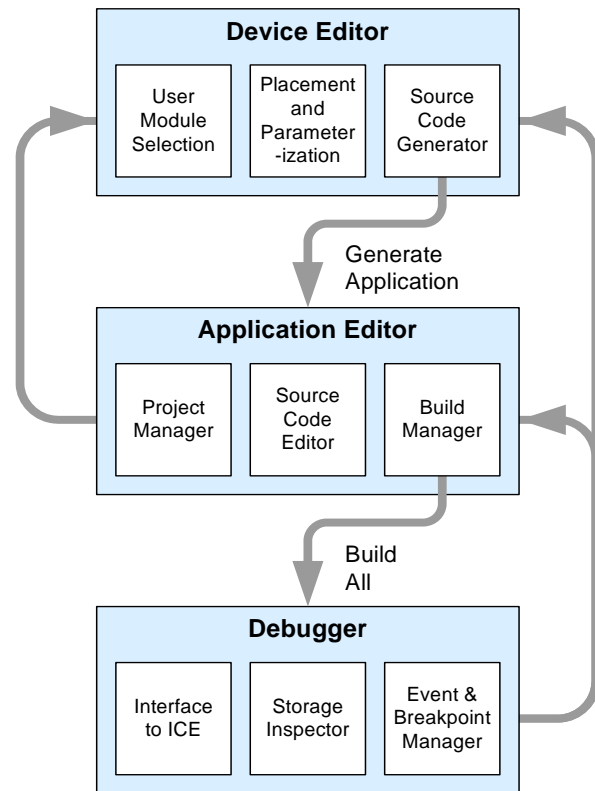 Device Editor
User
Module
Selection
Placement
and
Parameter
-ization
Source
Code
Generator
Generate
Application
Application Editor
Project
Manager
Source
Code
Editor
Build
Manager
Build
All
Debugger
Interface
to ICE
Storage
Inspector
Event &
Breakpoint
Manager